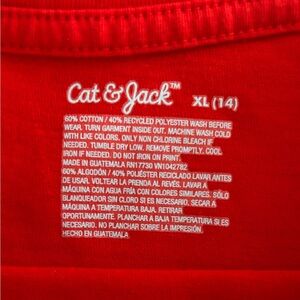 Cat & Jack™ XL (14)
60% COTTON / 40% RECYCLED POLYESTER WASH BEFORE
WEAR. TURN GARMENT INSIDE OUT. MACHINE WASH COLD
WITH LIKE COLORS. ONLY NON CHLORINE BLEACH IF
NEEDED. TUMBLE DRY LOW. REMOVE PROMPTLY. COOL
IRON IF NEEDED. DO NOT IRON ON PRINT.
MADE IN GUATEMALA RN17730 VN1042782
60% ALGODÓN / 40% POLIÉSTER RECICLADO LAVAR ANTES
DE USAR. VOLTEAR LA PRENDA AL REVÉS. LAVAR A
MÁQUINA CON AGUA FRÍA CON COLORES SIMILARES. SÓLO
BLANQUEADOR SIN CLORO SI ES NECESARIO. SECAR A
MÁQUINA A TEMPERATURA BAJA. RETIRAR
OPORTUNAMENTE. PLANCHAR A BAJA TEMPERATURA SI ES
NECESARIO. NO PLANCHAR SOBRE LA IMPRESIÓN.
HECHO EN GUATEMALA